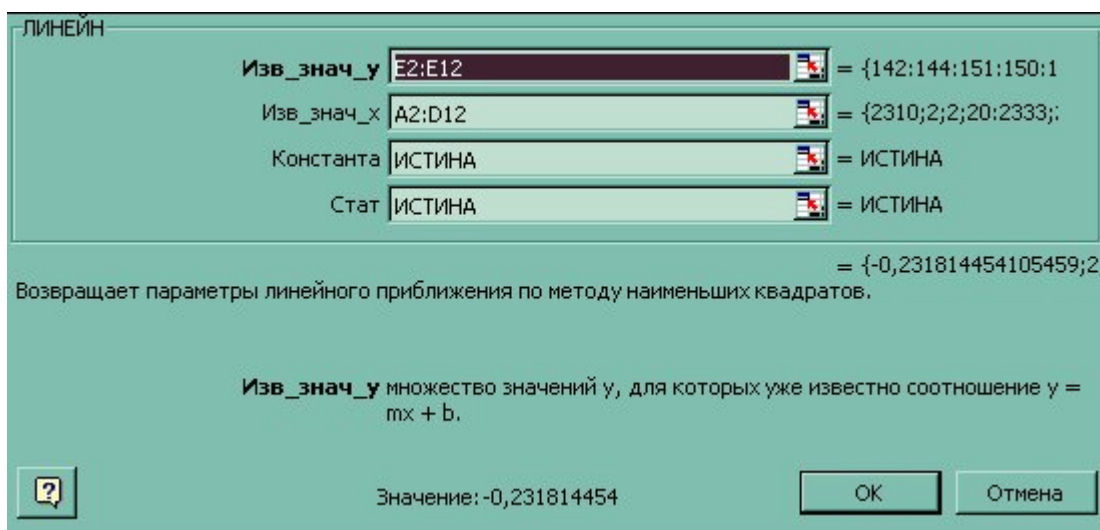 ЛИНЕЙН
Изв_знач_y E2:E12 = {142:144:151:150:1
Изв_знач_x A2:D12 = {2310;2;2;20:2333;:
Константа ИСТИНА = ИСТИНА
Стат ИСТИНА = ИСТИНА
= {-0,231814454105459;2
Возвращает параметры линейного приближения по методу наименьших квадратов.
Изв_знач_y множество значений y, для которых уже известно соотношение y =
mx + b.
? Значение:-0,231814454 OK Отмена